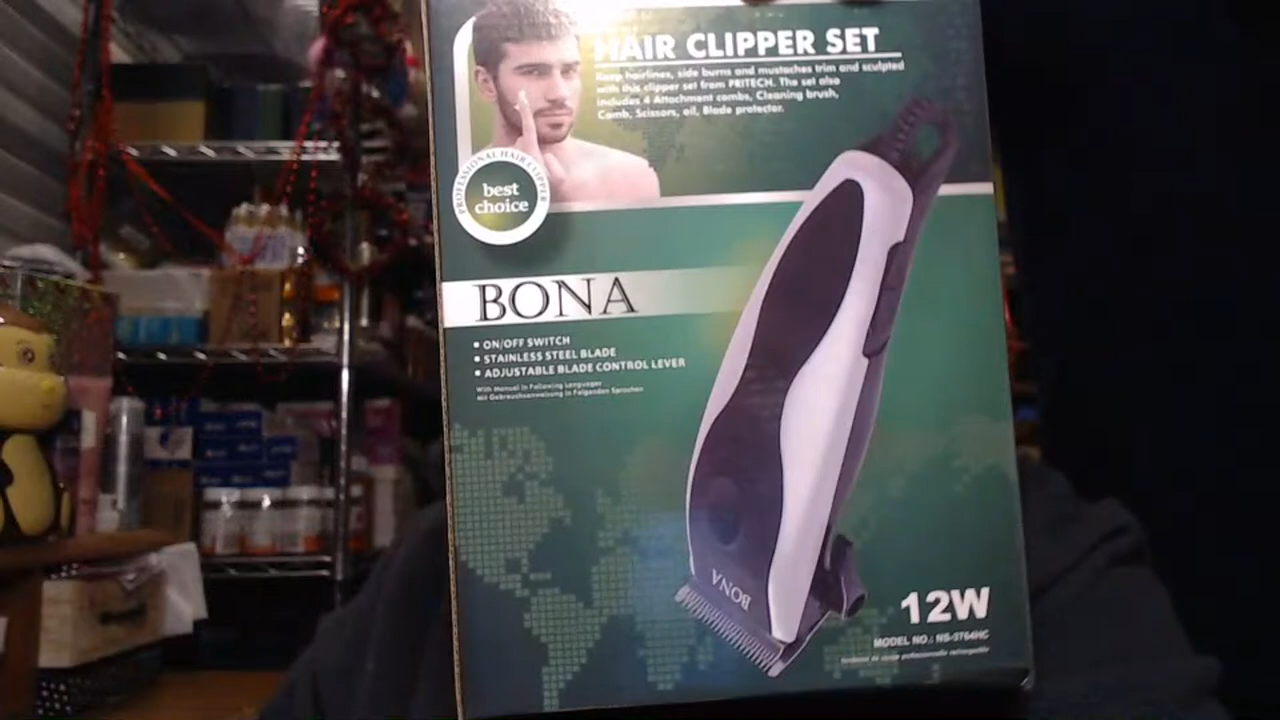 HAIR CLIPPER SET
Keep hairlines, side burns and mustaches trim and sculpted
with this clipper set from PRITECH. The set also
includes 4 Attachment combs, Cleaning brush,
Comb, Scissors, oil, Blade protector.
PROFESSIONAL HAIR CLIPPER
best
choice
BONA
ON/OFF SWITCH
STAINLESS STEEL BLADE
ADJUSTABLE BLADE CONTROL LEVER
With Manual in Following Languages
Mit Gebrauchsanweisung in Folgenden Sprachen
BONA
12W
MODEL NO.: NS-3764HC